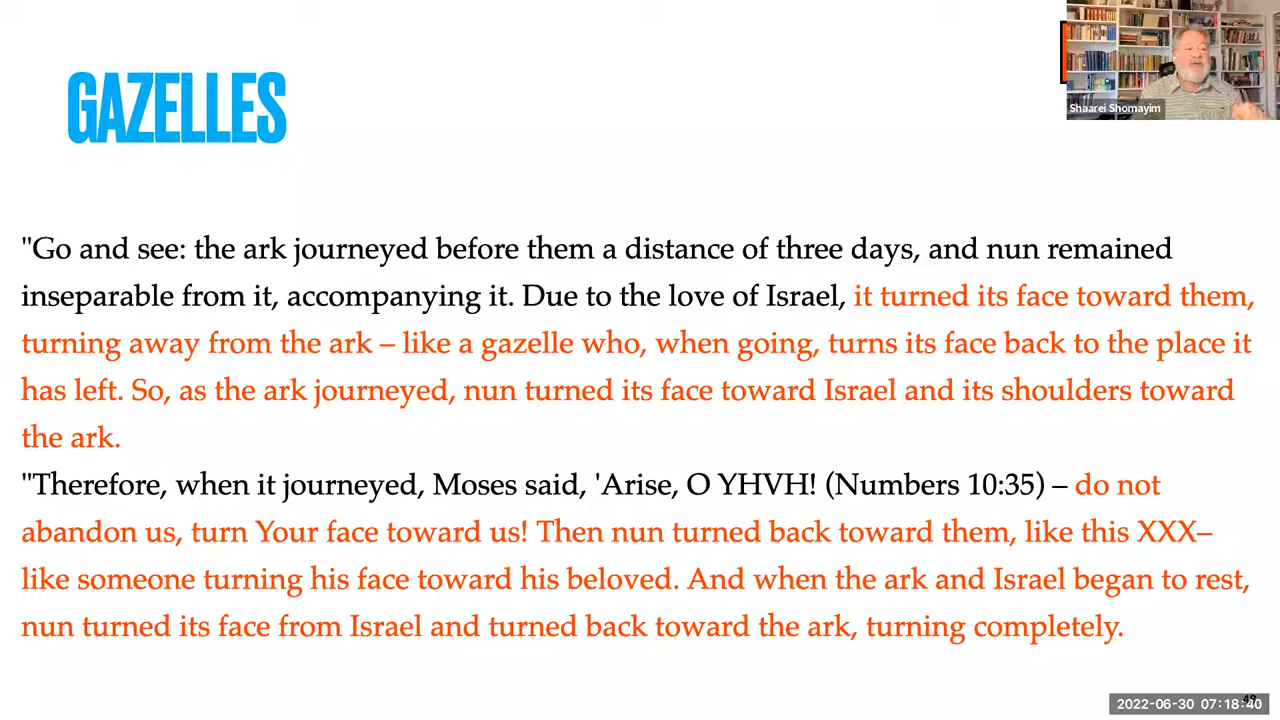 GAZELLES
Shaarei Shomayim
"Go and see: the ark journeyed before them a distance of three days, and nun remained
inseparable from it, accompanying it. Due to the love of Israel, it turned its face toward them,
turning away from the ark – like a gazelle who, when going, turns its face back to the place it
has left. So, as the ark journeyed, nun turned its face toward Israel and its shoulders toward
the ark.
"Therefore, when it journeyed, Moses said, 'Arise, O YHVH! (Numbers 10:35) – do not
abandon us, turn Your face toward us! Then nun turned back toward them, like this XXX–
like someone turning his face toward his beloved. And when the ark and Israel began to rest,
nun turned its face from Israel and turned back toward the ark, turning completely.
2022-06-30 07:18:40